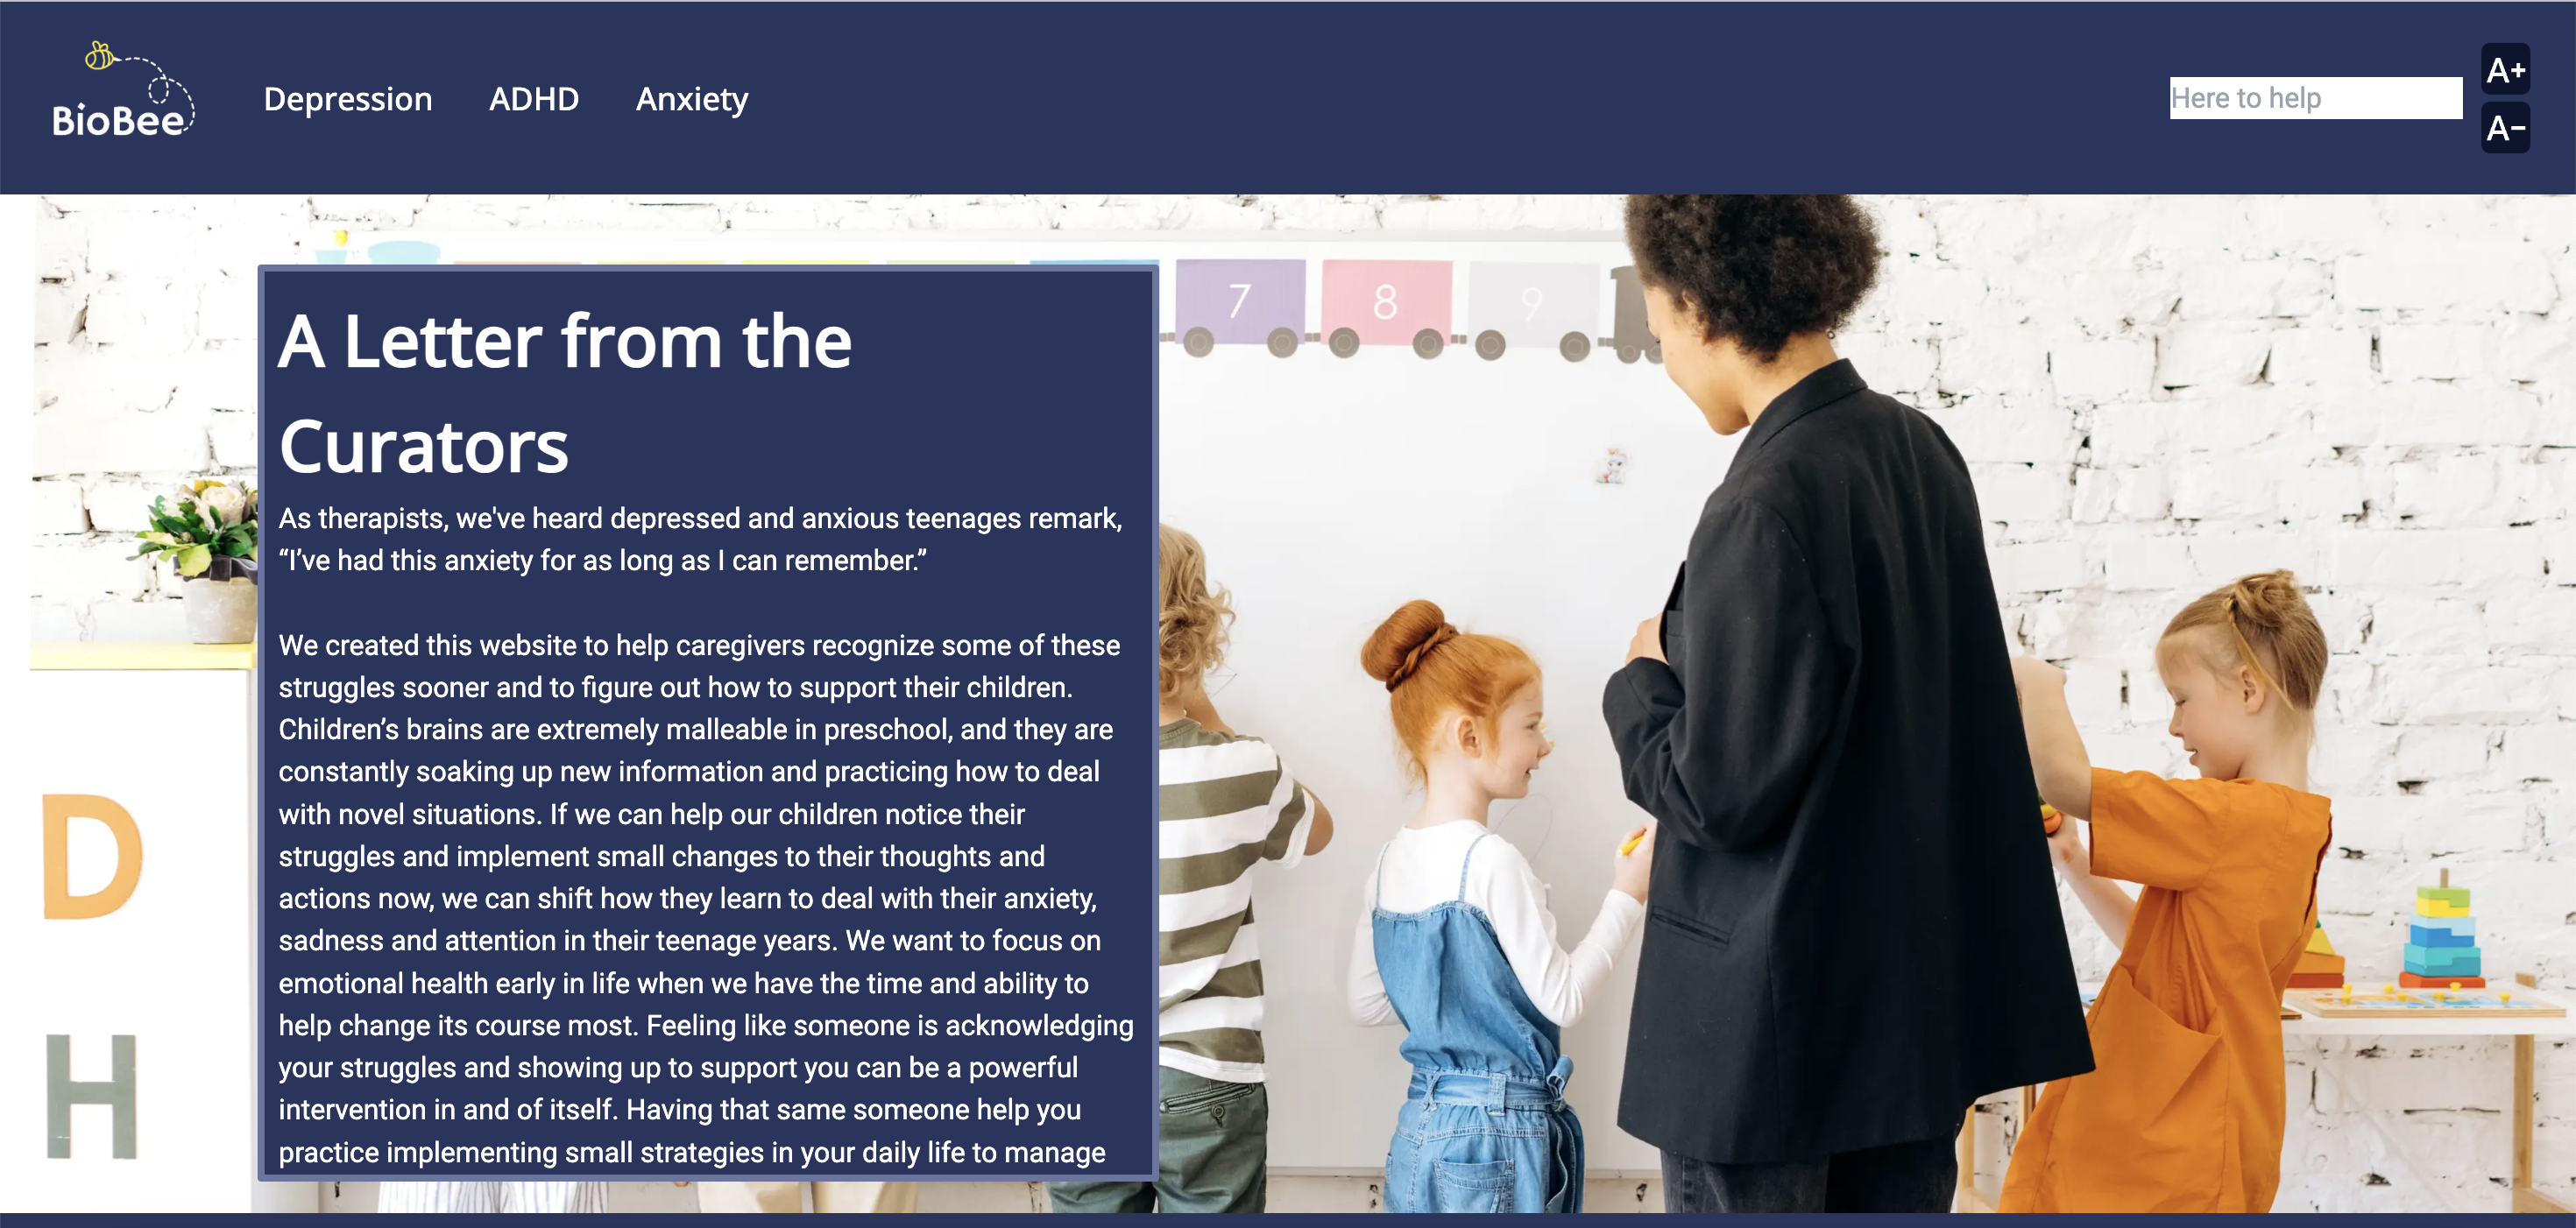 BioBee
Depression
ADHD
Anxiety
Here to help
A+
A-
7
8
9
A Letter from the
Curators
As therapists, we've heard depressed and anxious teenages remark,
“I’ve had this anxiety for as long as I can remember.”
We created this website to help caregivers recognize some of these
struggles sooner and to figure out how to support their children.
Children’s brains are extremely malleable in preschool, and they are
constantly soaking up new information and practicing how to deal
with novel situations. If we can help our children notice their
struggles and implement small changes to their thoughts and
actions now, we can shift how they learn to deal with their anxiety,
sadness and attention in their teenage years. We want to focus on
emotional health early in life when we have the time and ability to
help change its course most. Feeling like someone is acknowledging
your struggles and showing up to support you can be a powerful
intervention in and of itself. Having that same someone help you
practice implementing small strategies in your daily life to manage
D
H